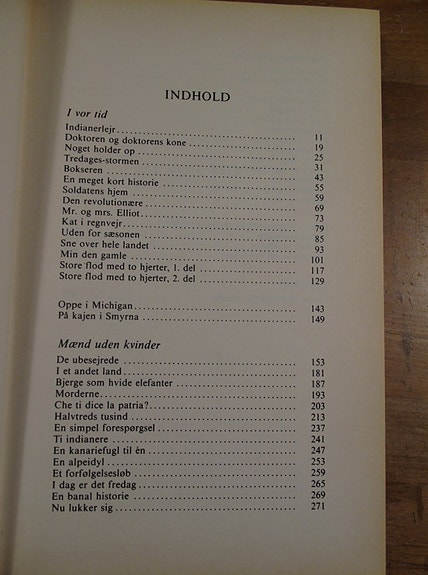 INDHOLD
I vor tid
Indianerlejr ........ 11
Doktoren og doktorens kone ........ 19
Noget holder op ........ 25
Tredages-stormen ........ 31
Bokseren ........ 43
En meget kort historie ........ 55
Soldatens hjem ........ 59
Den revolutionære ........ 69
Mr. og mrs. Elliot ........ 73
Kat i regnvejr ........ 79
Uden for sæsonen ........ 85
Sne over hele landet ........ 93
Min den gamle ........ 101
Store flod med to hjerter, 1. del ........ 117
Store flod med to hjerter, 2. del ........ 129
Oppe i Michigan ........ 143
På kajen i Smyrna ........ 149
Mænd uden kvinder
De ubesejrede ........ 153
I et andet land ........ 181
Bjerge som hvide elefanter ........ 187
Morderne ........ 193
Che ti dice la patria? ........ 203
Halvtreds tusind ........ 213
En simpel forespørgsel ........ 237
Ti indianere ........ 241
En kanariefugl til én ........ 247
En alpeidyl ........ 253
Et forfølgelsesløb ........ 259
I dag er det fredag ........ 265
En banal historie ........ 269
Nu lukker sig ........ 271